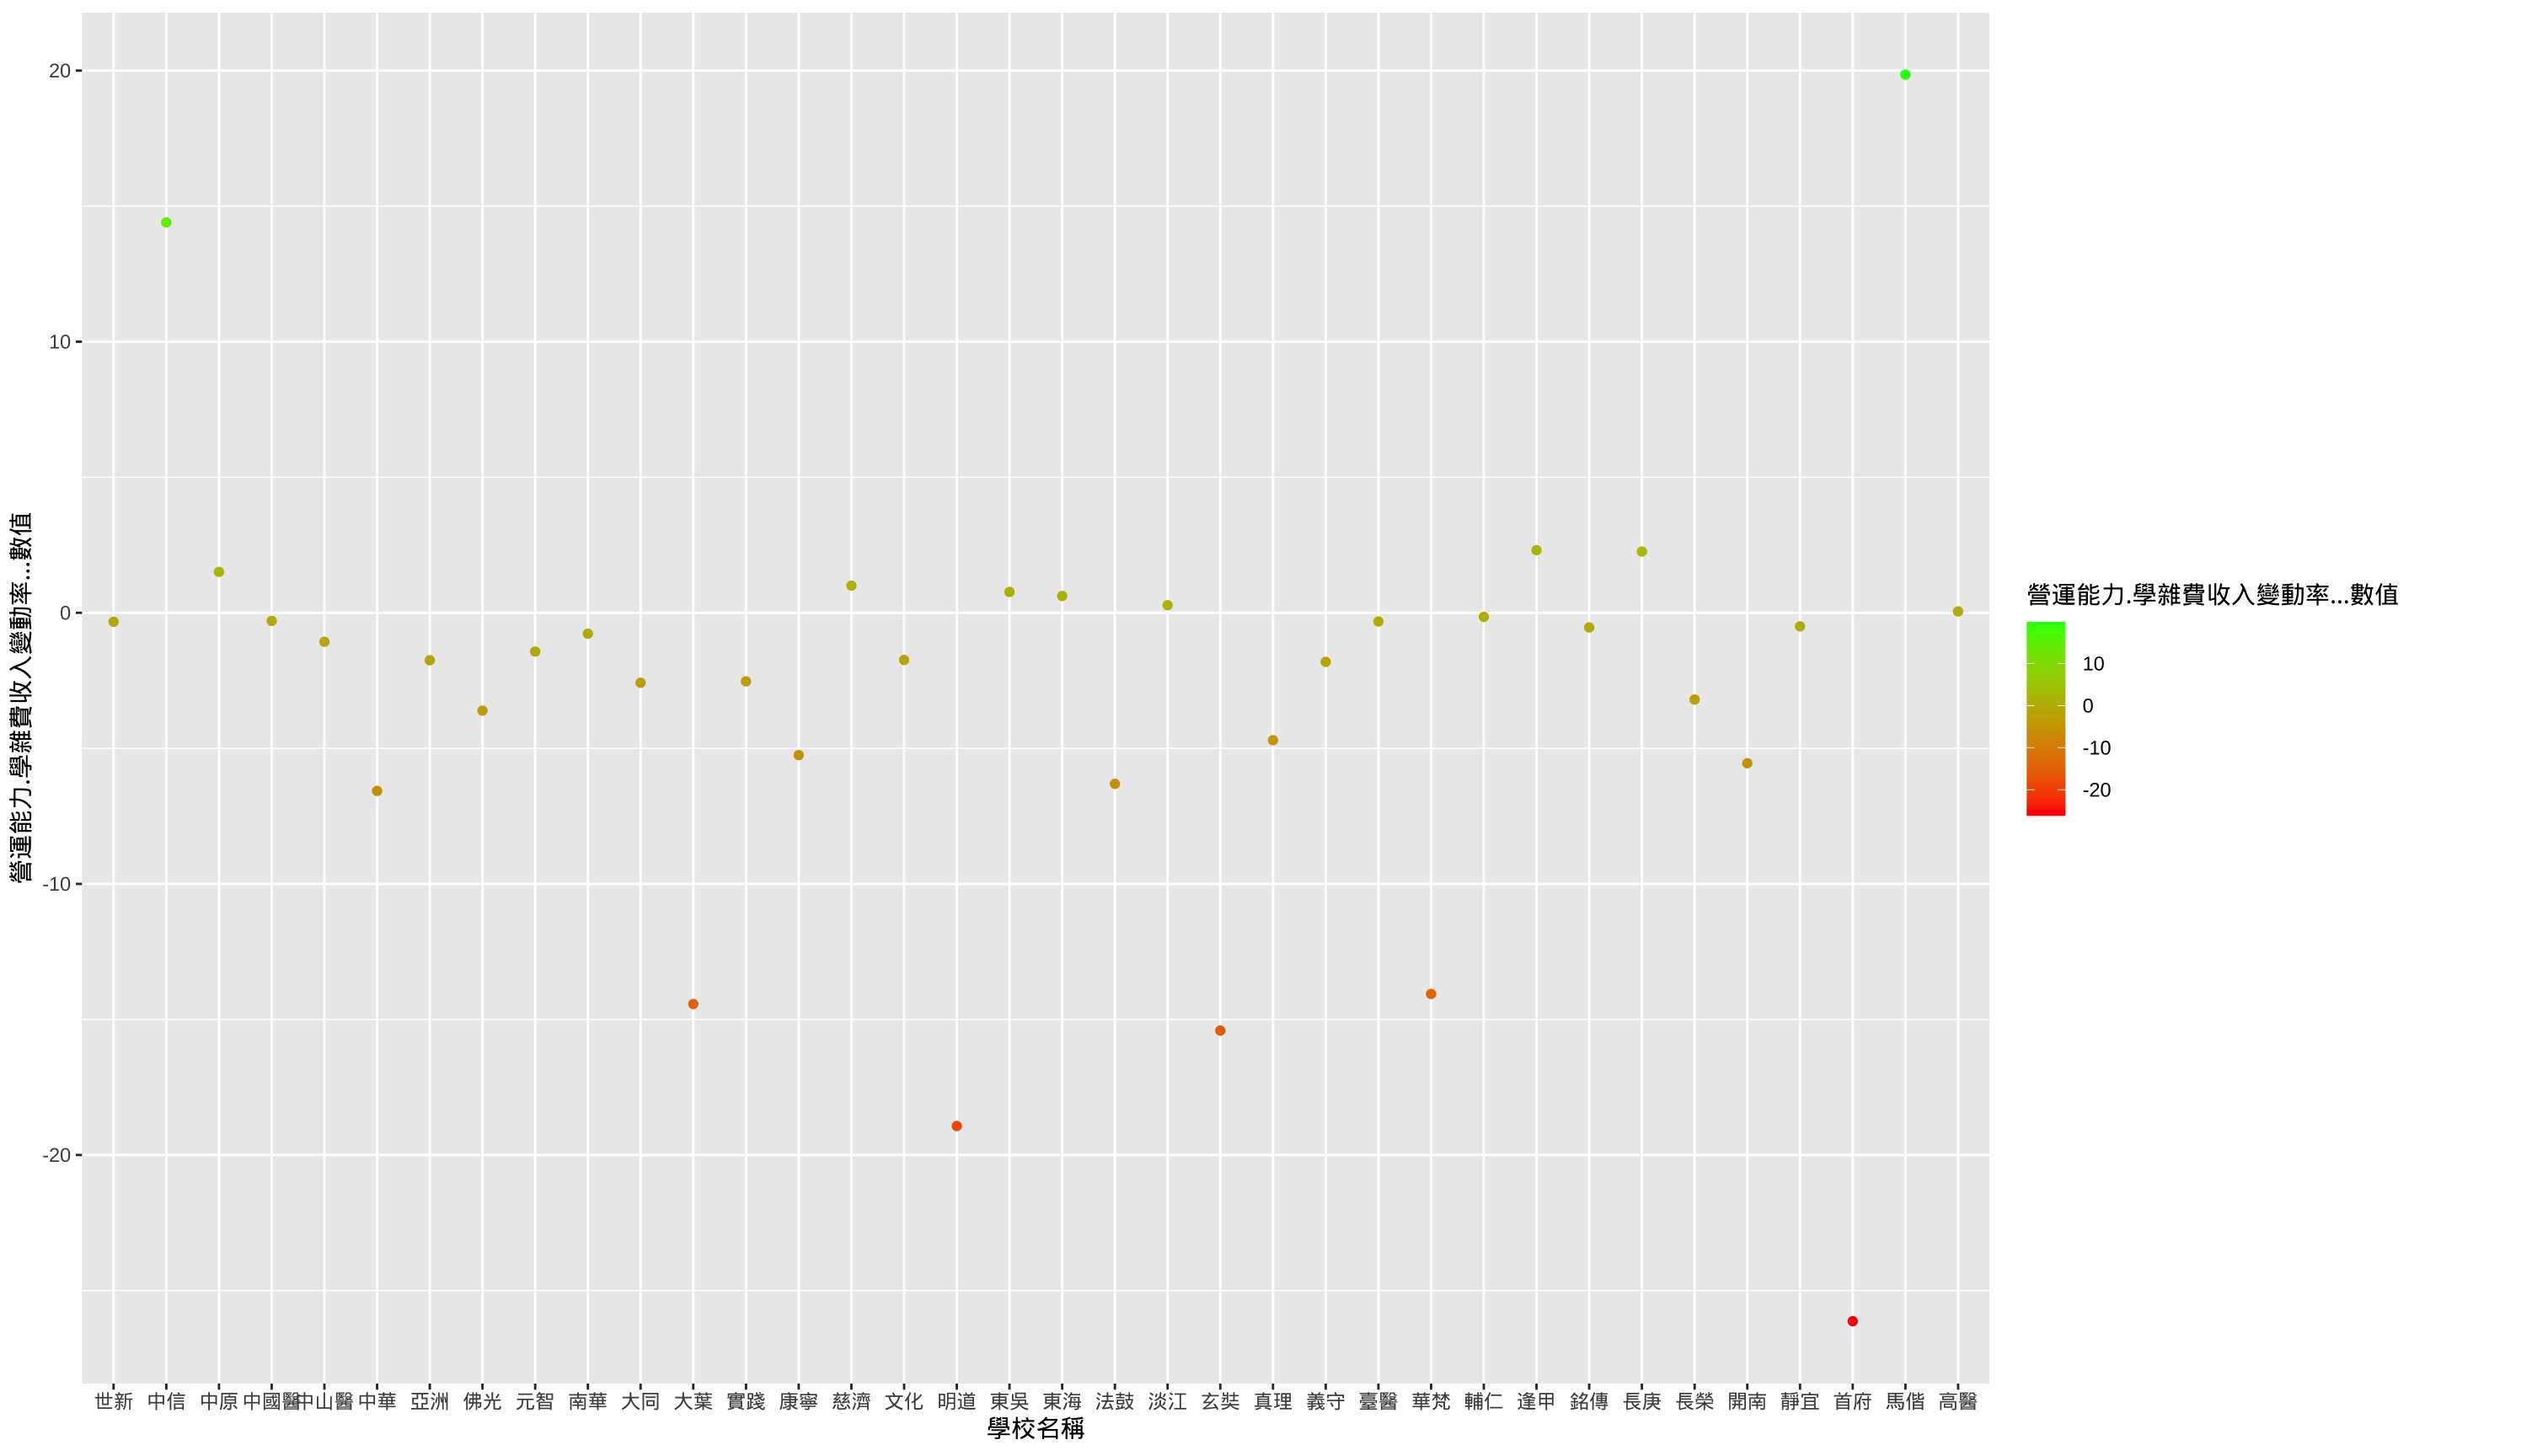 20
10
0
-10
-20
營運能力.學雜費收入變動率...數值
世新 中信 中原 中國醫 中山醫 中華 亞洲 佛光 元智 南華 大同 大葉 實踐 康寧 慈濟 文化 明道 東吳 東海 法鼓 淡江 玄奘 真理 義守 臺醫 華梵 輔仁 逢甲 銘傳 長庚 長榮 開南 靜宜 首府 馬偕 高醫
學校名稱
營運能力.學雜費收入變動率...數值
10
0
-10
-20